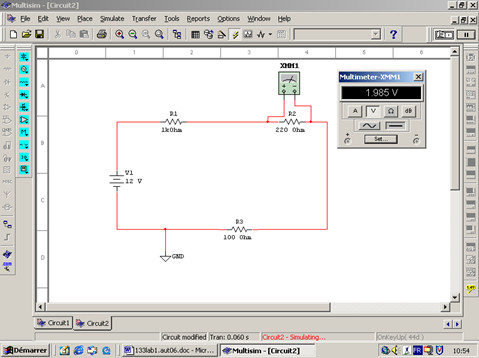 Multisim - [Circuit2]
File Edit View Place Simulate Transfer Tools Reports Options Window Help
0 1 2 3 4 5 6
A
B
C
D
XMM1
Multimeter-XMM1
1.985 V
A V Ω dB
Set...
+
R1
1kOhm
R2
220 Ohm
V1
12 V
R3
100 Ohm
GND
Circuit1 Circuit2
Circuit modified Tran: 0.060 s Circuit2 - Simulating...
Démarrer 133lab1.aut06.doc - Micr... Multisim - [Circuit2] FR 10:54